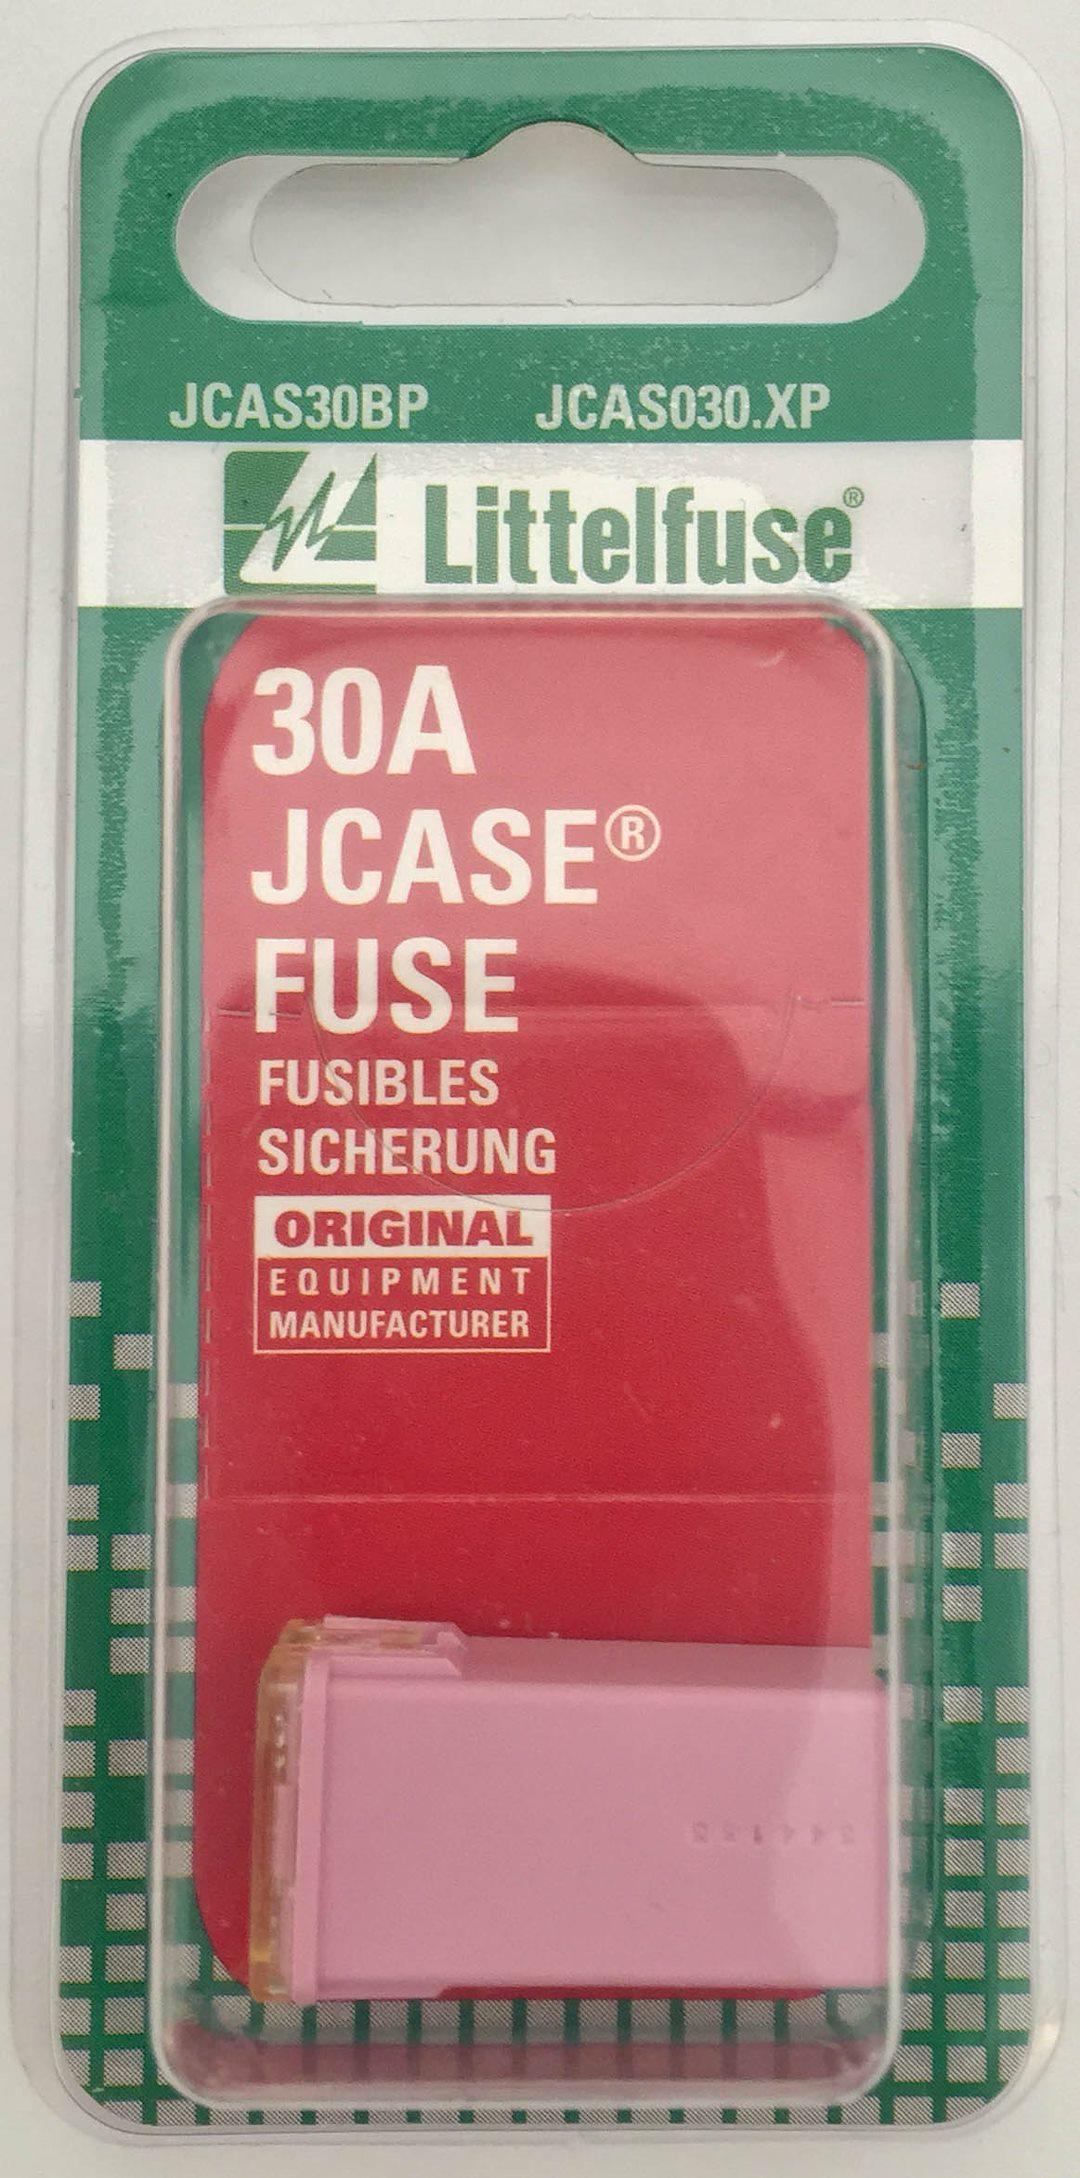 JCAS30BP JCAS030.XP
Littelfuse®
30A
JCASE®
FUSE
FUSIBLES
SICHERUNG
ORIGINAL
EQUIPMENT
MANUFACTURER